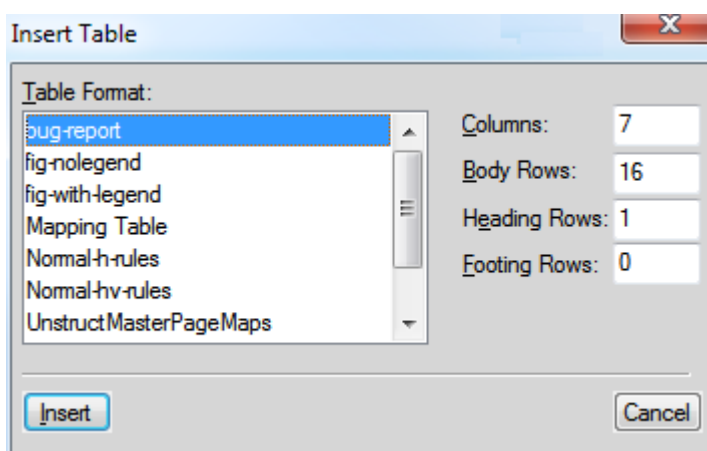 Insert Table
Table Format:
bug-report
fig-nolegend
fig-with-legend
Mapping Table
Normal-h-rules
Normal-hv-rules
UnstructMasterPageMaps
Columns: 7
Body Rows: 16
Heading Rows: 1
Footing Rows: 0
Insert
Cancel